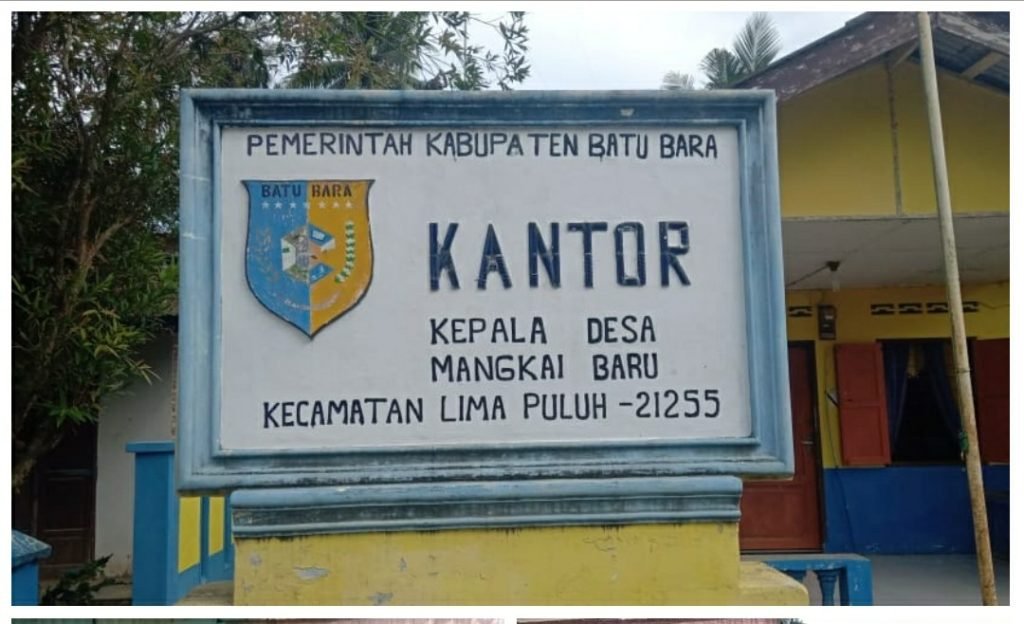 PEMERINTAH KABUPATEN BATU BARA
BATU BARA
KANTOR
KEPALA DESA
MANGKAI BARU
KECAMATAN LIMA PULUH -21255